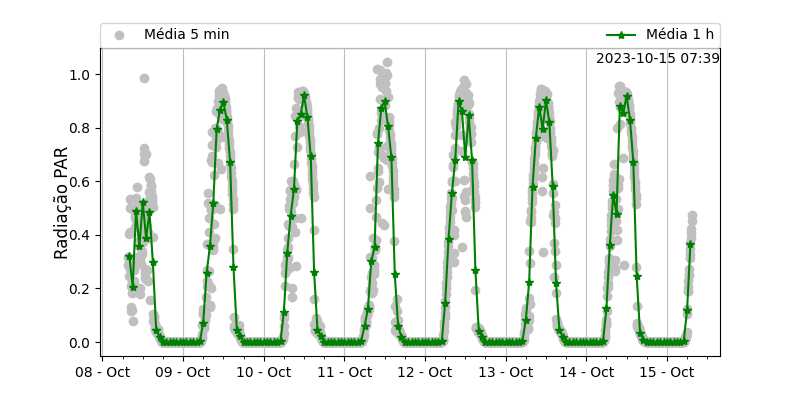 Média 5 min
Média 1 h
2023-10-15 07:39
Radiação PAR
1.0
0.8
0.6
0.4
0.2
0.0
08 - Oct
09 - Oct
10 - Oct
11 - Oct
12 - Oct
13 - Oct
14 - Oct
15 - Oct